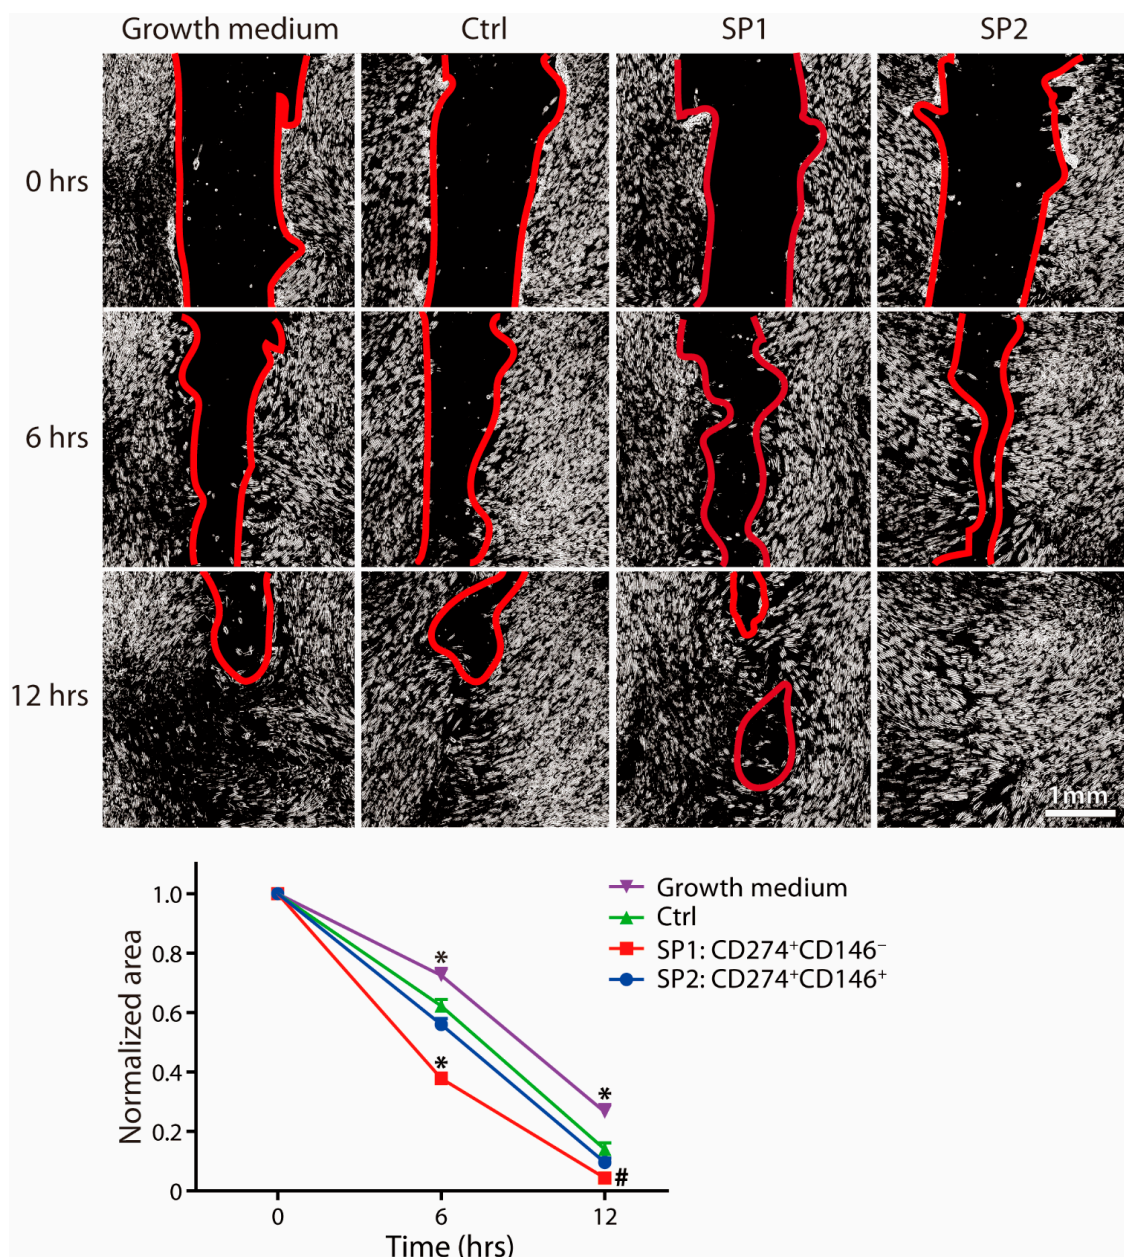 Growth medium Ctrl SP1 SP2
0 hrs
6 hrs
12 hrs
1mm
Growth medium
Ctrl
SP1: CD274⁺CD146⁻
SP2: CD274⁺CD146⁺
Normalized area
1.0
0.8
0.6
0.4
0.2
0
*
*
*
#
0 6 12
Time (hrs)